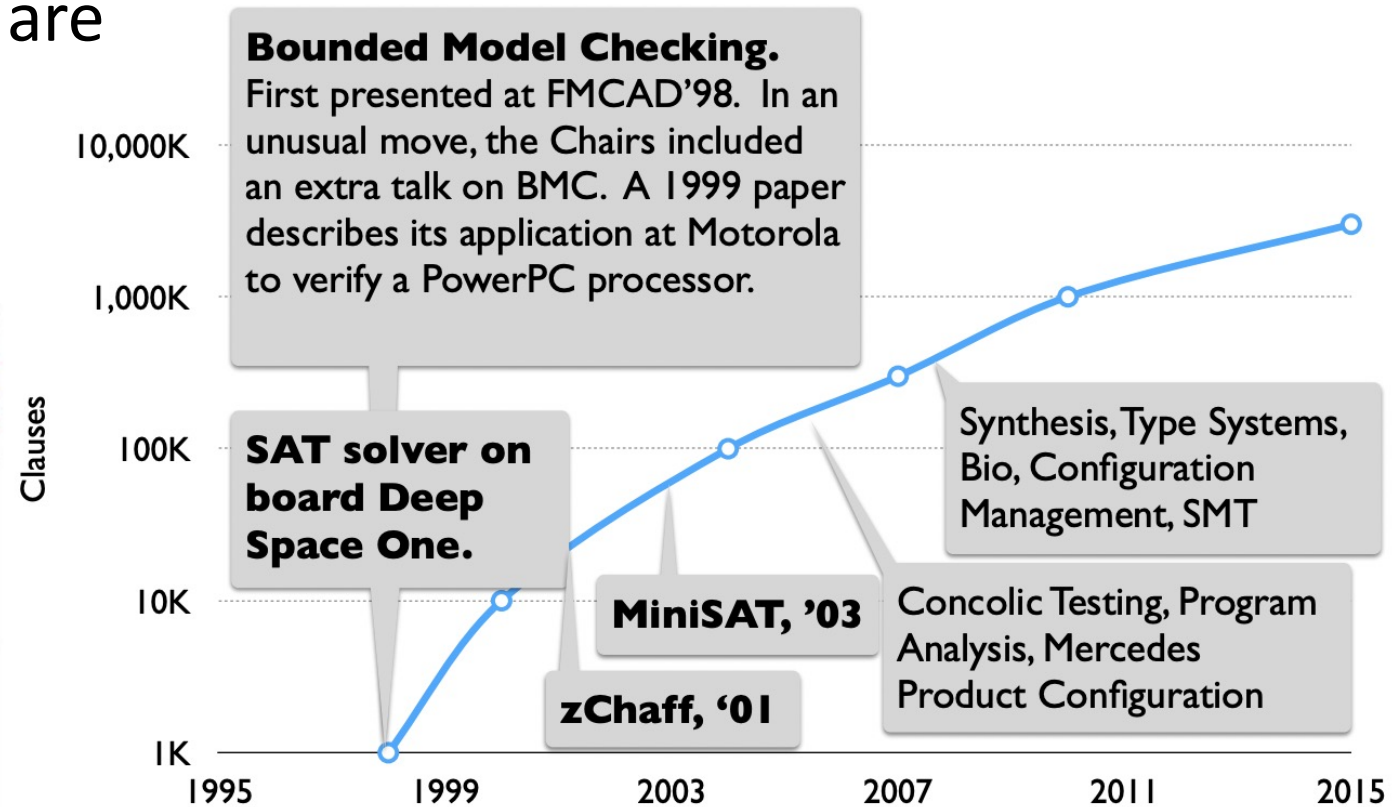 are
Bounded Model Checking.
First presented at FMCAD’98. In an
unusual move, the Chairs included
an extra talk on BMC. A 1999 paper
describes its application at Motorola
to verify a PowerPC processor.
10,000K
1,000K
100K
10K
1K
Clauses
SAT solver on
board Deep
Space One.
Synthesis, Type Systems,
Bio, Configuration
Management, SMT
MiniSAT, ’03
Concolic Testing, Program
Analysis, Mercedes
Product Configuration
zChaff, ‘01
1995
1999
2003
2007
2011
2015